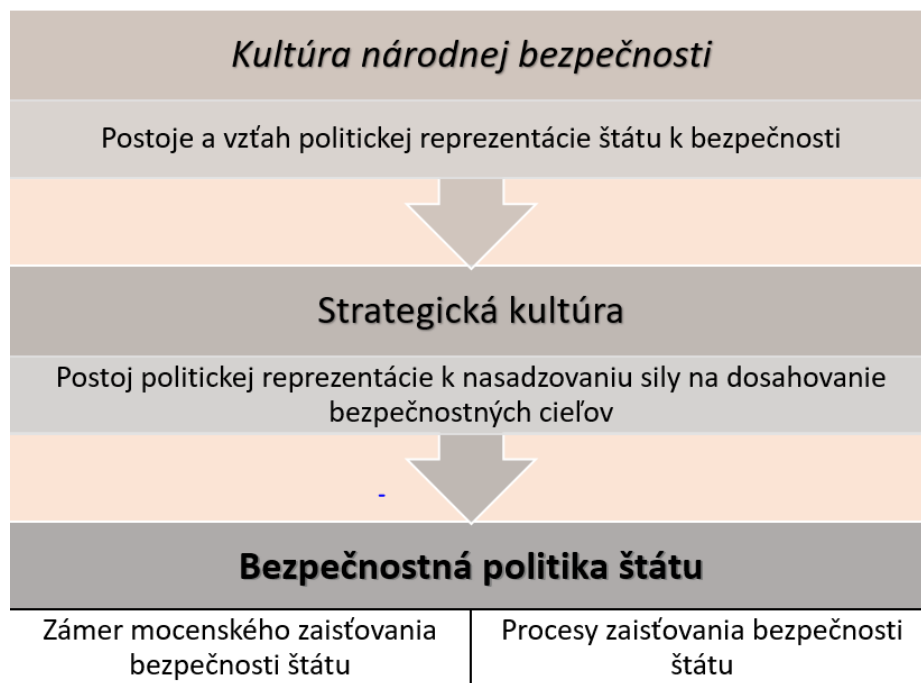 Kultúra národnej bezpečnosti
Postoje a vzťah politickej reprezentácie štátu k bezpečnosti
Strategická kultúra
Postoj politickej reprezentácie k nasadzovaniu sily na dosahovanie
bezpečnostných cieľov
-
Bezpečnostná politika štátu
Zámer mocenského zaisťovania
bezpečnosti štátu
Procesy zaisťovania bezpečnosti
štátu